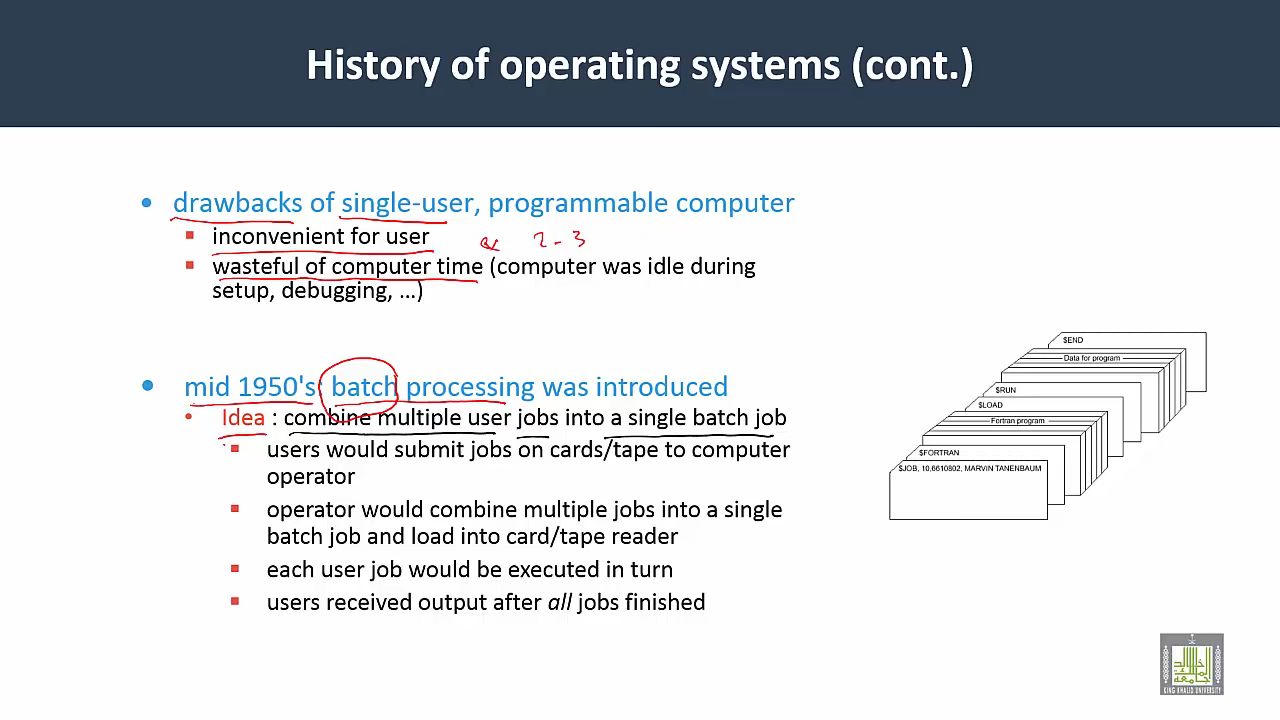 History of operating systems (cont.)
• drawbacks of single-user, programmable computer
▪ inconvenient for user
2 - 3
▪ wasteful of computer time (computer was idle during
setup, debugging, ...)
• mid 1950's batch processing was introduced
• Idea : combine multiple user jobs into a single batch job
▪ users would submit jobs on cards/tape to computer
operator
▪ operator would combine multiple jobs into a single
batch job and load into card/tape reader
▪ each user job would be executed in turn
▪ users received output after all jobs finished
$END
Data for program
$RUN
$LOAD
Fortran program
$FORTRAN
$JOB, 10,6610802, MARVIN TANENBAUM
KING KHALID UNIVERSITY